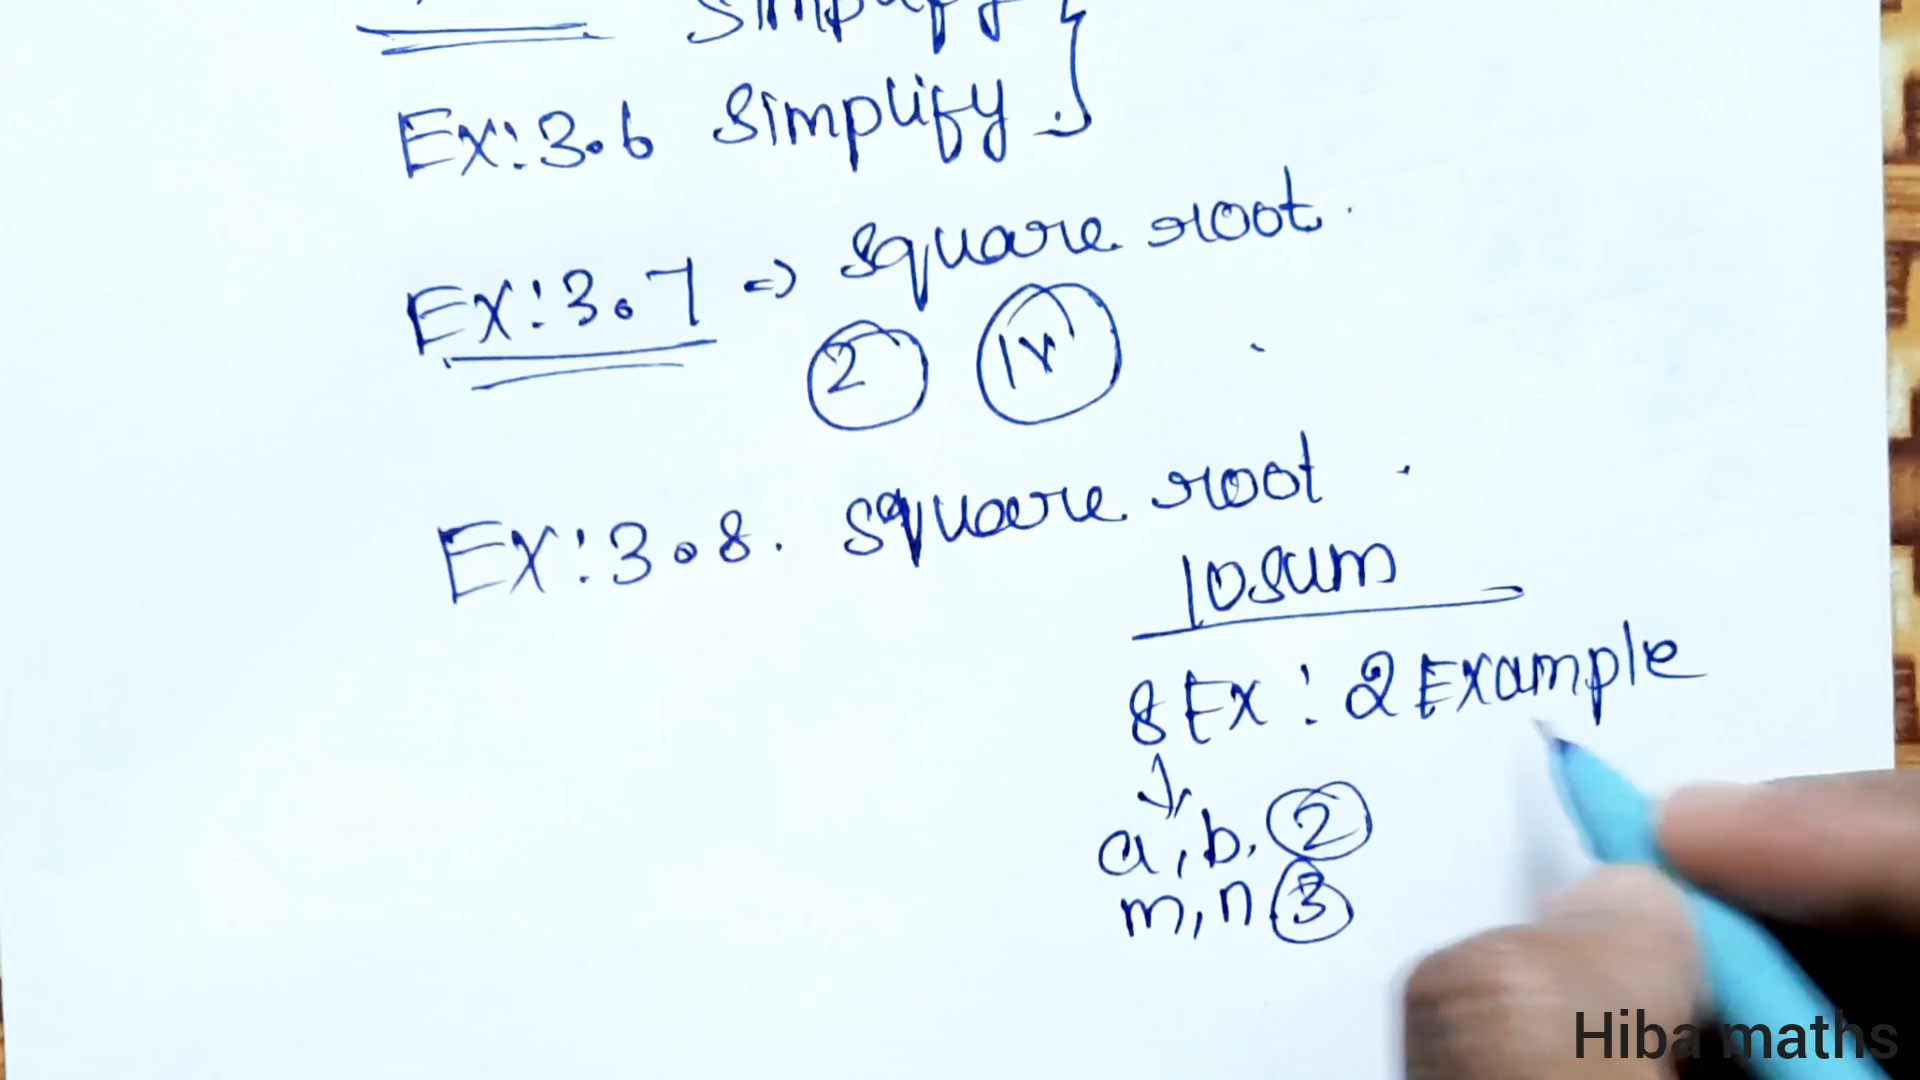 Simplify
Ex:3.6 Simplify }
Ex:3.7 => square root.
2 iv
Ex:3.8. square root
10 sum
8 Ex : 2 Example
↓
a, b, 2
m, n 3
Hiba maths